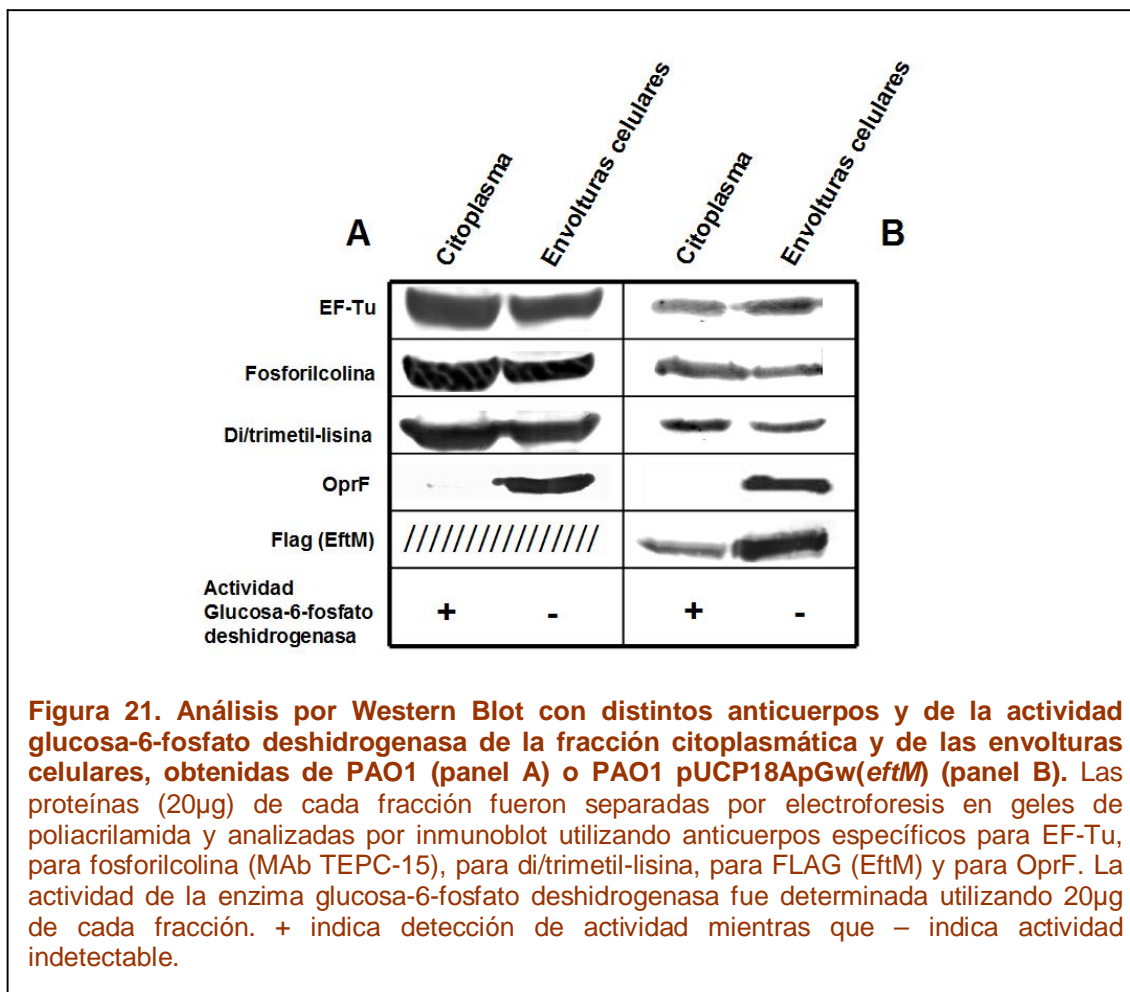 Citoplasma
Envolturas celulares
Citoplasma
Envolturas celulares
A
B
EF-Tu
Fosforilcolina
Di/trimetil-lisina
OprF
Flag (EftM) ////////////////
Actividad
Glucosa-6-fosfato
deshidrogenasa
+ - + -
Figura 21. Análisis por Western Blot con distintos anticuerpos y de la actividad
glucosa-6-fosfato deshidrogenasa de la fracción citoplasmática y de las envolturas
celulares, obtenidas de PAO1 (panel A) o PAO1 pUCP18ApGw(eftM) (panel B). Las
proteínas (20µg) de cada fracción fueron separadas por electroforesis en geles de
poliacrilamida y analizadas por inmunoblot utilizando anticuerpos específicos para EF-Tu,
para fosforilcolina (MAb TEPC-15), para di/trimetil-lisina, para FLAG (EftM) y para OprF. La
actividad de la enzima glucosa-6-fosfato deshidrogenasa fue determinada utilizando 20µg
de cada fracción. + indica detección de actividad mientras que – indica actividad
indetectable.